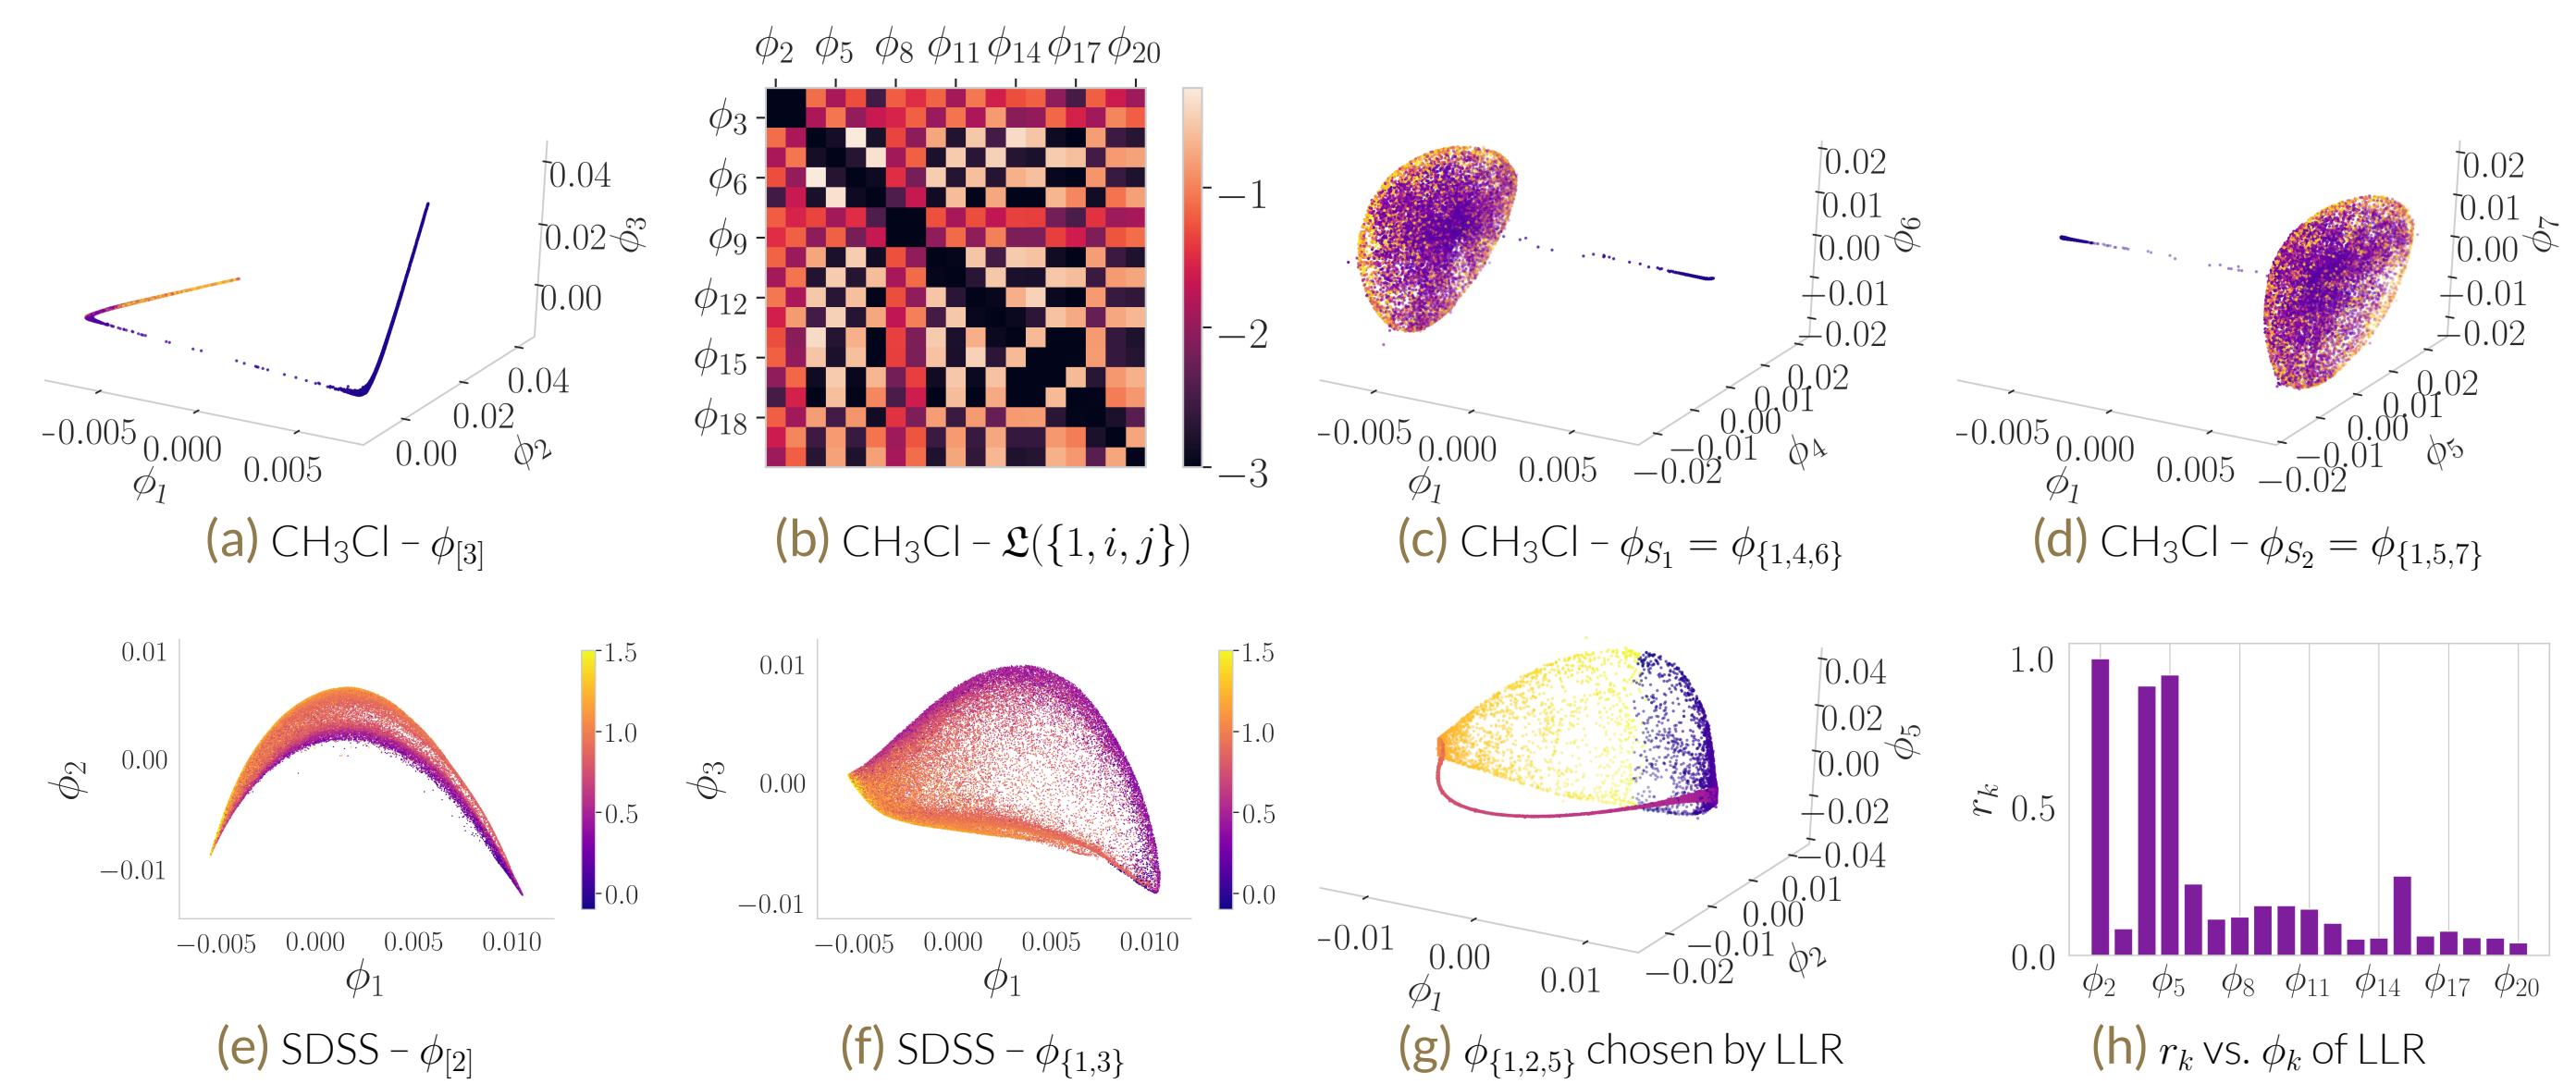 ϕ2 ϕ5 ϕ8 ϕ11 ϕ14 ϕ17 ϕ20
ϕ3
ϕ6
ϕ9
ϕ12
ϕ15
ϕ18
−1
−2
−3
0.04
0.02
0.00
ϕ3
0.04
0.02
0.00
ϕ2
-0.005
0.000
0.005
ϕ1
0.02
0.01
0.00
−0.01
−0.02
ϕ6
0.02
0.01
0.00
−0.01
−0.02
ϕ4
-0.005
0.000
0.005
ϕ1
0.02
0.01
0.00
−0.01
−0.02
ϕ7
0.02
0.01
0.00
−0.01
−0.02
ϕ5
-0.005
0.000
0.005
ϕ1
(a) CH3Cl – ϕ[3]
(b) CH3Cl – 𝕷({1, i, j})
(c) CH3Cl – ϕS1 = ϕ{1,4,6}
(d) CH3Cl – ϕS2 = ϕ{1,5,7}
0.01
0.00
−0.01
ϕ2
−0.005 0.000 0.005 0.010
ϕ1
1.5
1.0
0.5
0.0
0.01
0.00
−0.01
ϕ3
−0.005 0.000 0.005 0.010
ϕ1
1.5
1.0
0.5
0.0
0.04
0.02
0.00
−0.02
−0.04
ϕ5
0.01
0.00
−0.01
−0.02
ϕ2
-0.01
0.00
0.01
ϕ1
1.0
0.5
0.0
rk
ϕ2 ϕ5 ϕ8 ϕ11 ϕ14 ϕ17 ϕ20
(e) SDSS – ϕ[2]
(f) SDSS – ϕ{1,3}
(g) ϕ{1,2,5} chosen by LLR
(h) rk vs. ϕk of LLR